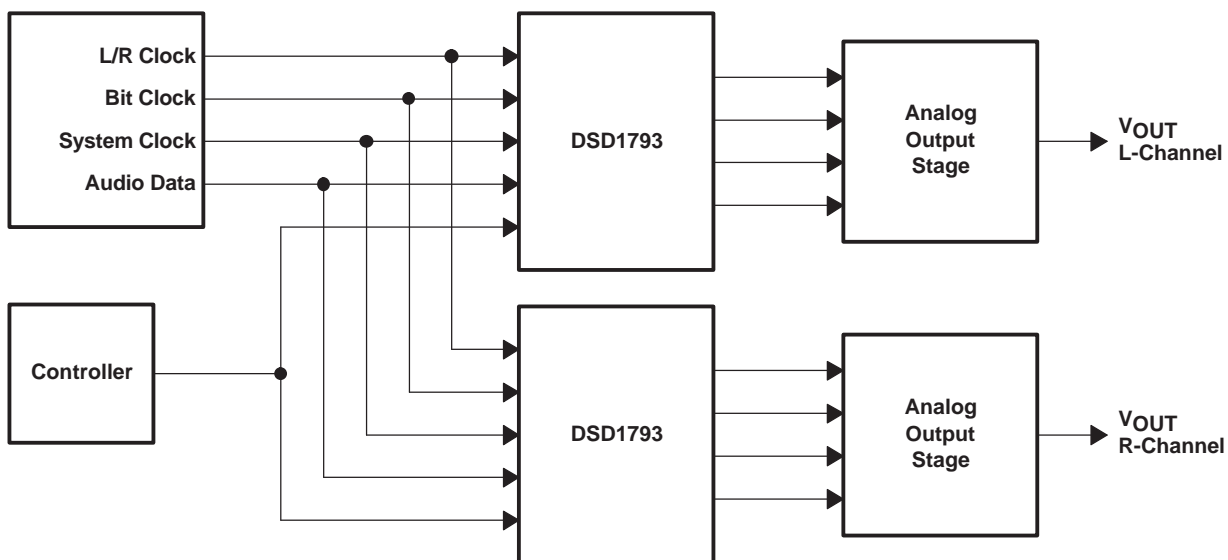 L/R Clock
Bit Clock
System Clock
Audio Data
DSD1793
Analog
Output
Stage
VOUT
L-Channel
Controller
DSD1793
Analog
Output
Stage
VOUT
R-Channel